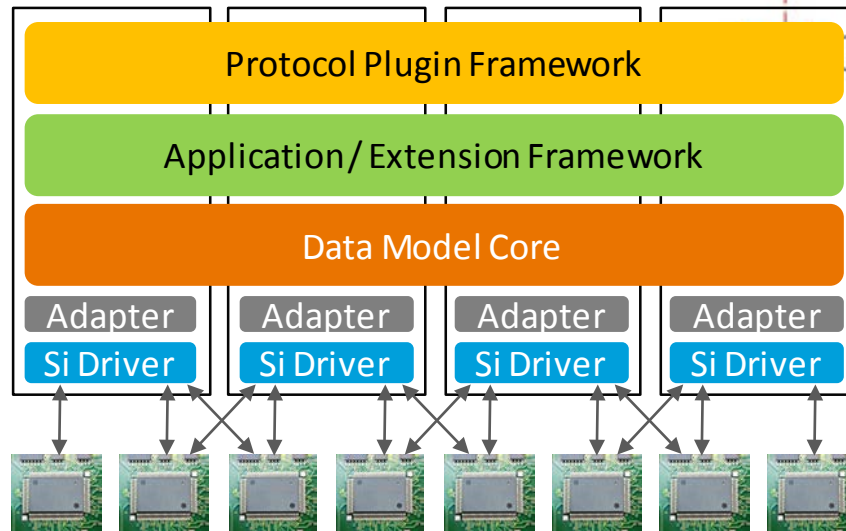 Protocol Plugin Framework
Application/ Extension Framework
Data Model Core
Adapter Adapter Adapter Adapter
Si Driver Si Driver Si Driver Si Driver